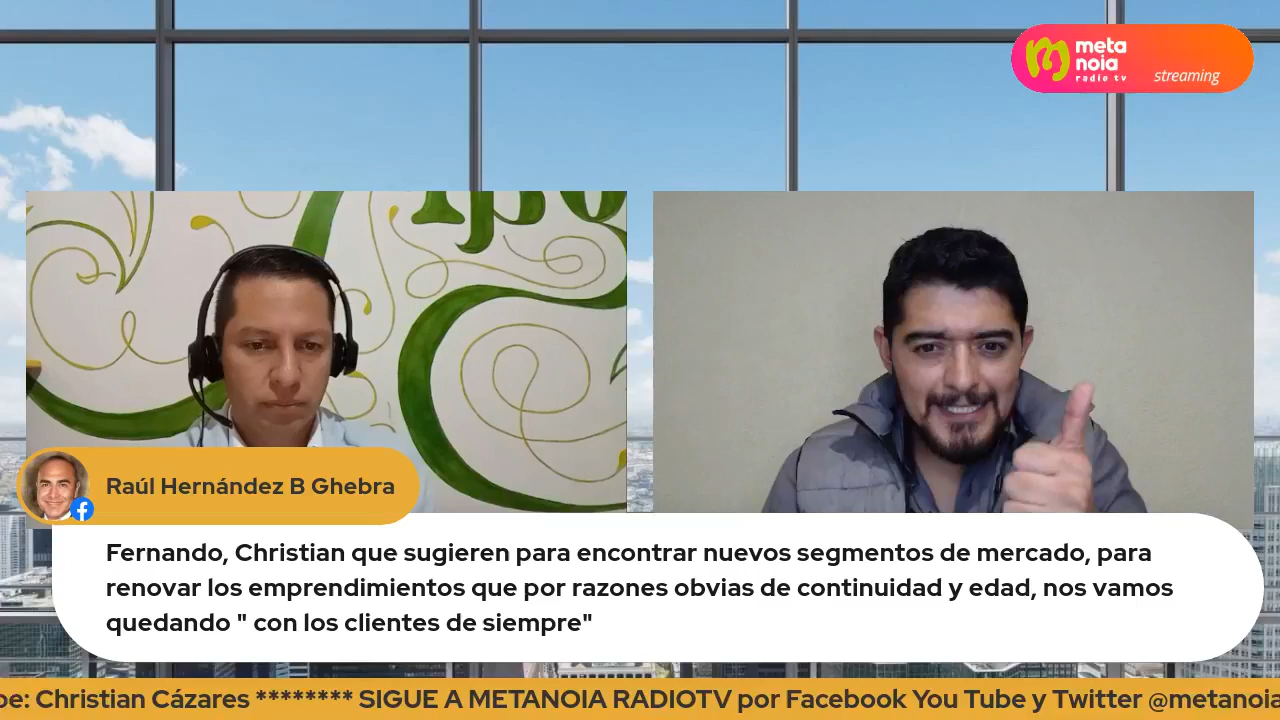 meta
noia
radio tv
streaming
Raúl Hernández B Ghebra
Fernando, Christian que sugieren para encontrar nuevos segmentos de mercado, para
renovar los emprendimientos que por razones obvias de continuidad y edad, nos vamos
quedando " con los clientes de siempre"
be: Christian Cázares ******** SIGUE A METANOIA RADIOTV por Facebook You Tube y Twitter @metanoia